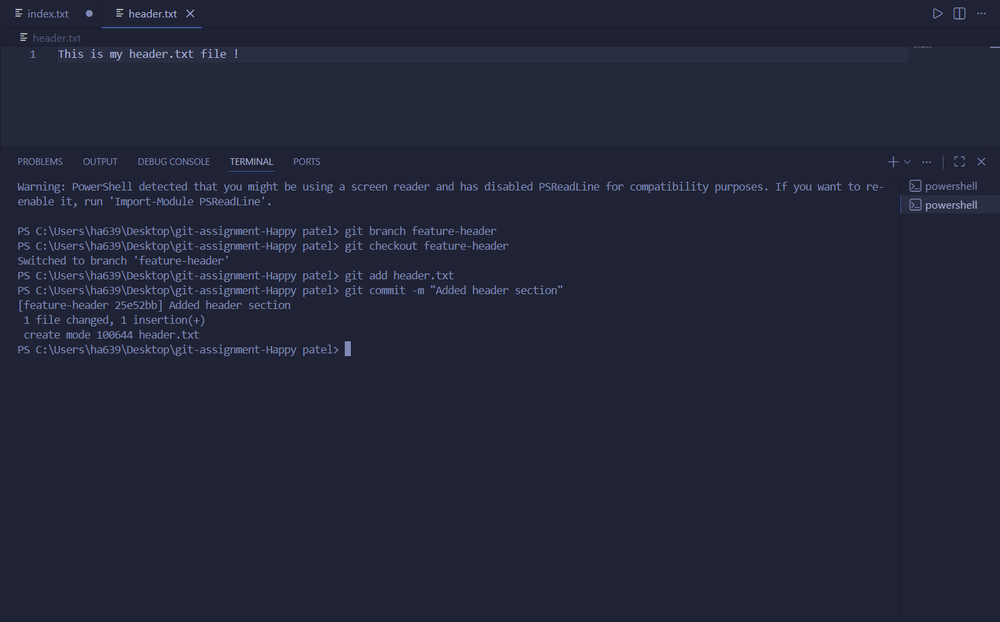 index.txt
header.txt
header.txt
1 This is my header.txt file !
PROBLEMS OUTPUT DEBUG CONSOLE TERMINAL PORTS
Warning: PowerShell detected that you might be using a screen reader and has disabled PSReadLine for compatibility purposes. If you want to re-
enable it, run 'Import-Module PSReadLine'.
PS C:\Users\ha639\Desktop\git-assignment-Happy patel> git branch feature-header
PS C:\Users\ha639\Desktop\git-assignment-Happy patel> git checkout feature-header
Switched to branch 'feature-header'
PS C:\Users\ha639\Desktop\git-assignment-Happy patel> git add header.txt
PS C:\Users\ha639\Desktop\git-assignment-Happy patel> git commit -m "Added header section"
[feature-header 25e52bb] Added header section
 1 file changed, 1 insertion(+)
 create mode 100644 header.txt
PS C:\Users\ha639\Desktop\git-assignment-Happy patel>
powershell
powershell